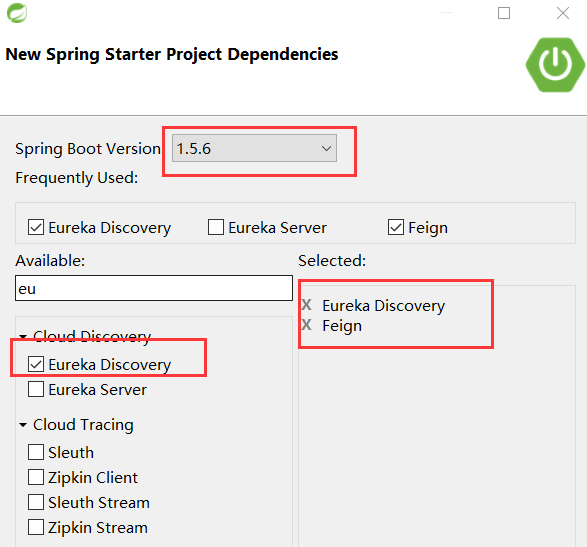 New Spring Starter Project Dependencies
Spring Boot Version 1.5.6
Frequently Used:
Eureka Discovery Eureka Server Feign
Available: Selected:
eu
X Eureka Discovery
X Feign
Cloud Discovery
Eureka Discovery
Eureka Server
Cloud Tracing
Sleuth
Zipkin Client
Sleuth Stream
Zipkin Stream